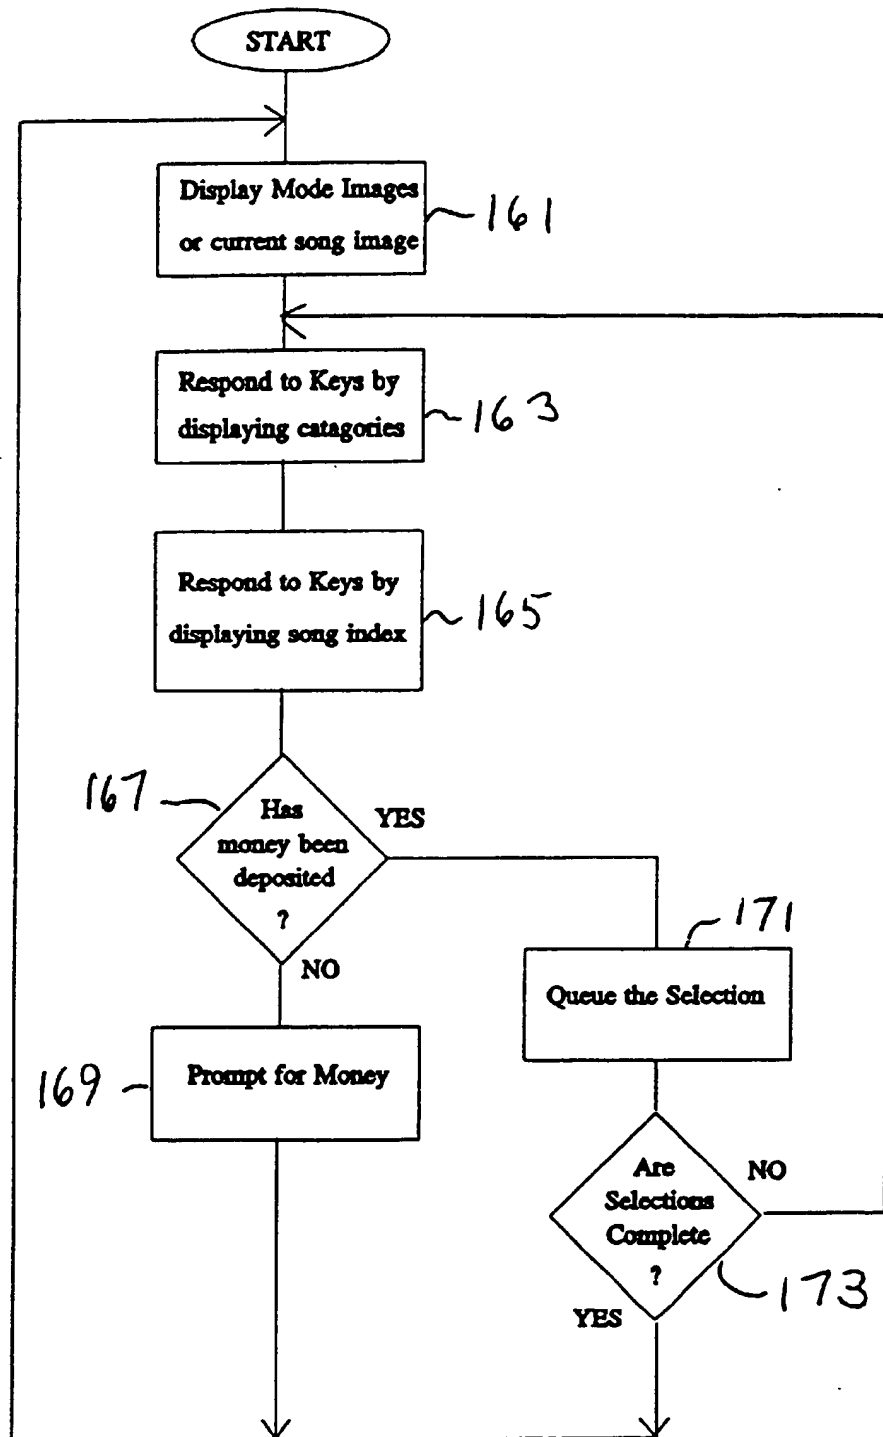 START
Display Mode Images
or current song image
161
Respond to Keys by
displaying catagories
163
Respond to Keys by
displaying song index
165
167
Has
money been
deposited
?
YES
NO
171
Queue the Selection
169
Prompt for Money
Are
Selections
Complete
?
NO
173
YES